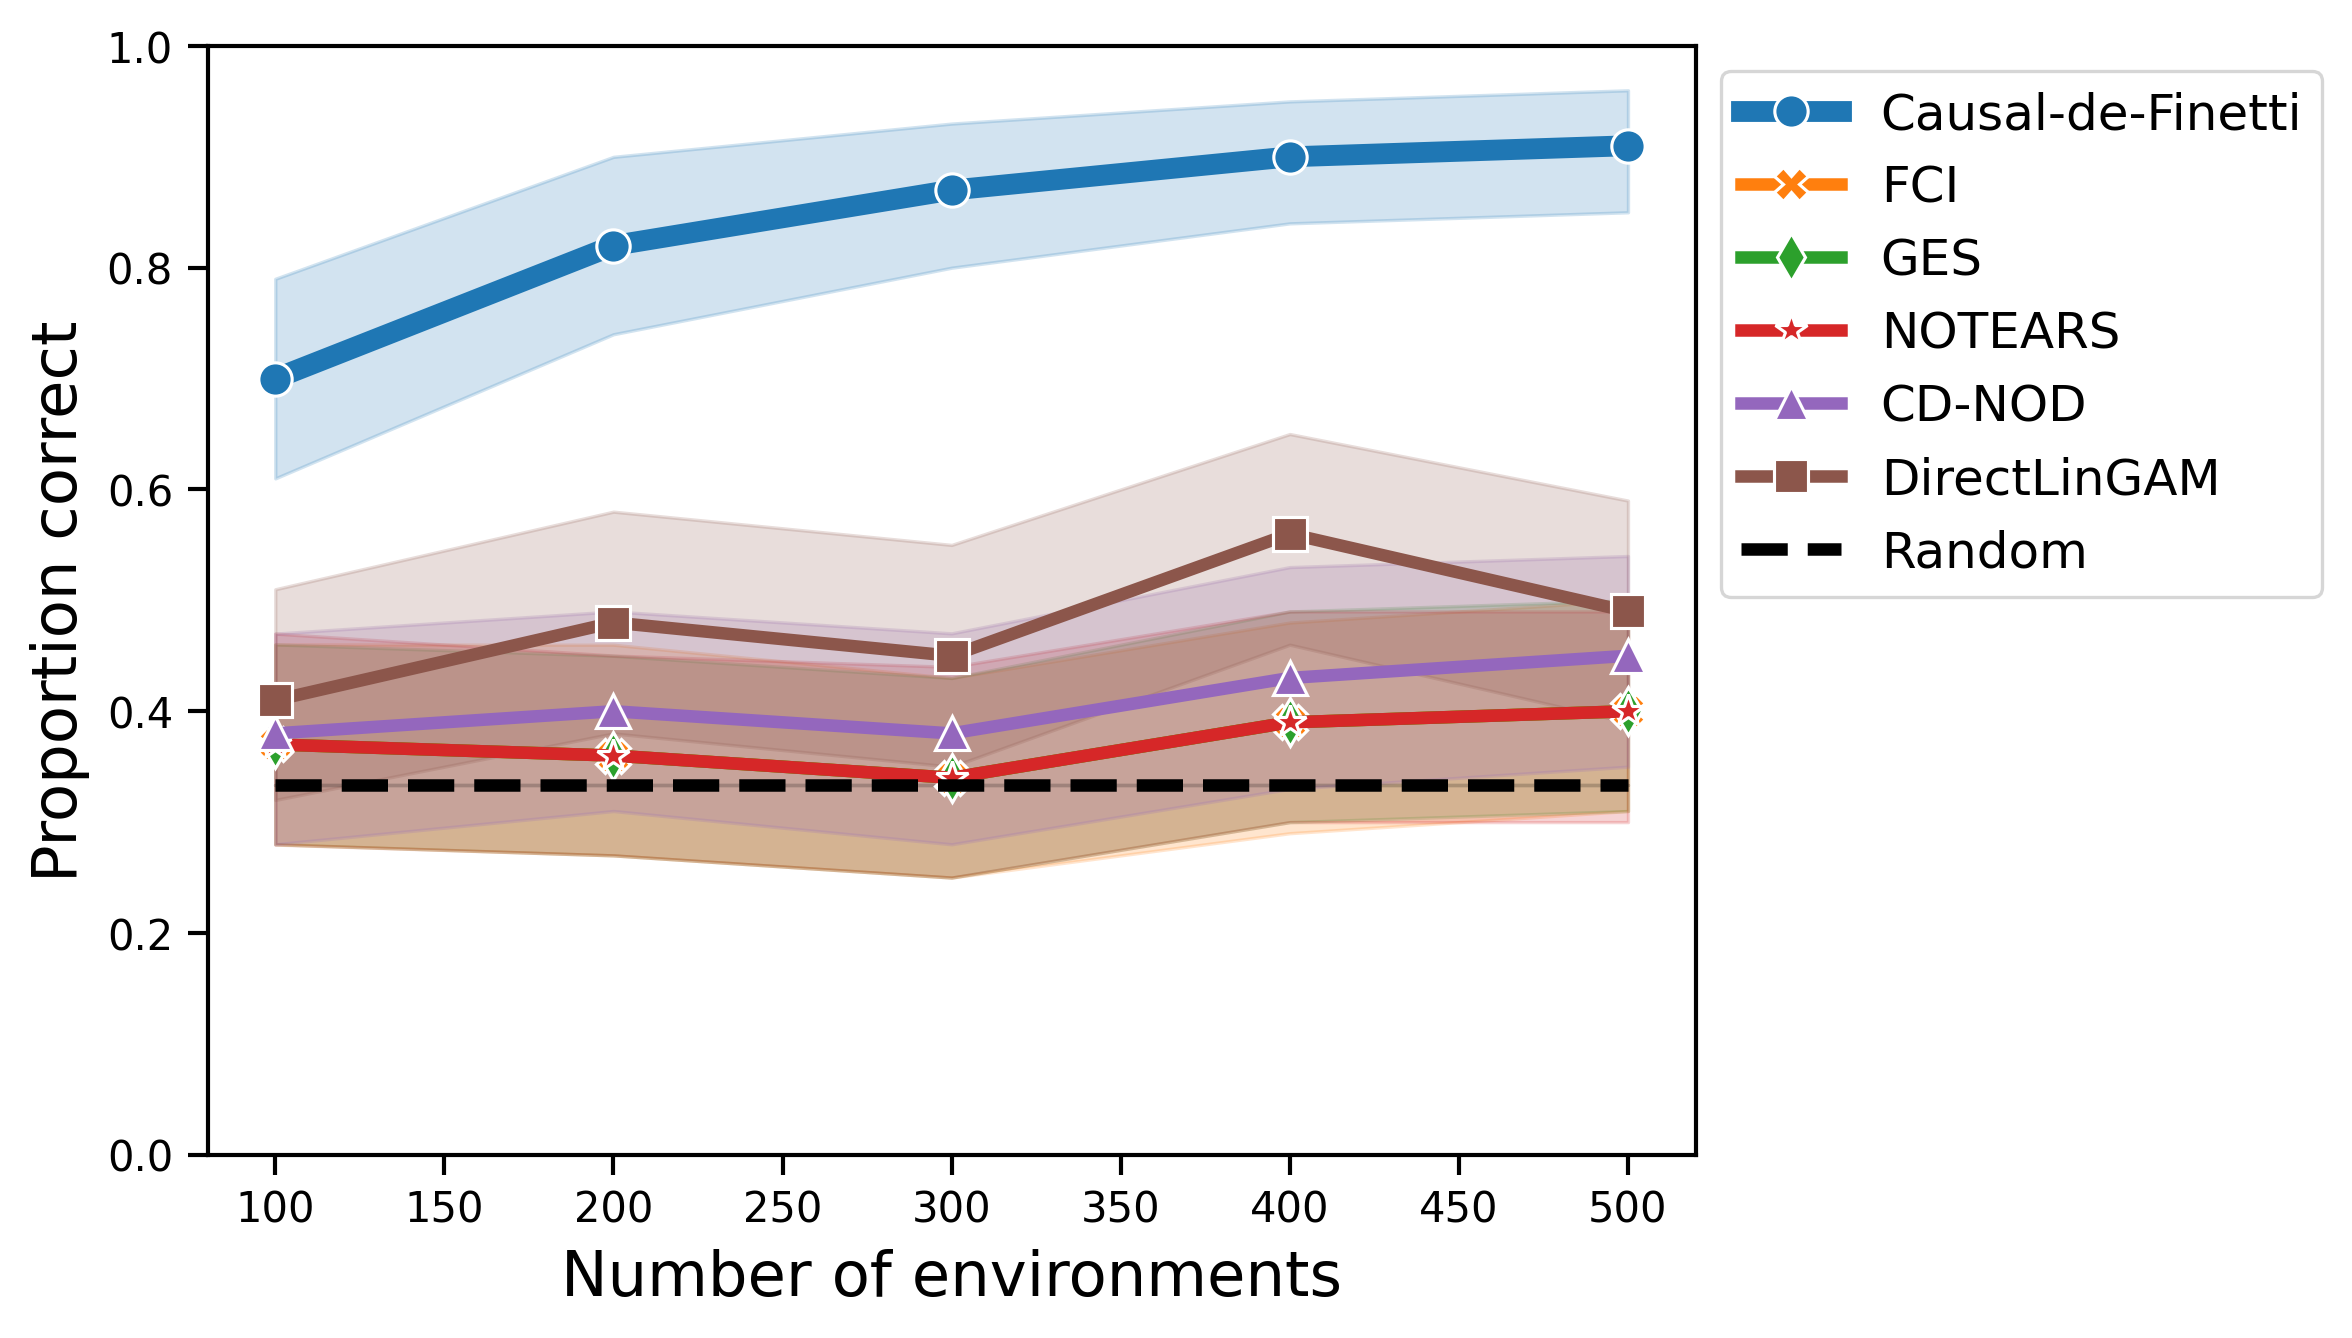 Proportion correct
1.0
0.8
0.6
0.4
0.2
0.0
100 150 200 250 300 350 400 450 500
Number of environments
Causal-de-Finetti
FCI
GES
NOTEARS
CD-NOD
DirectLinGAM
Random